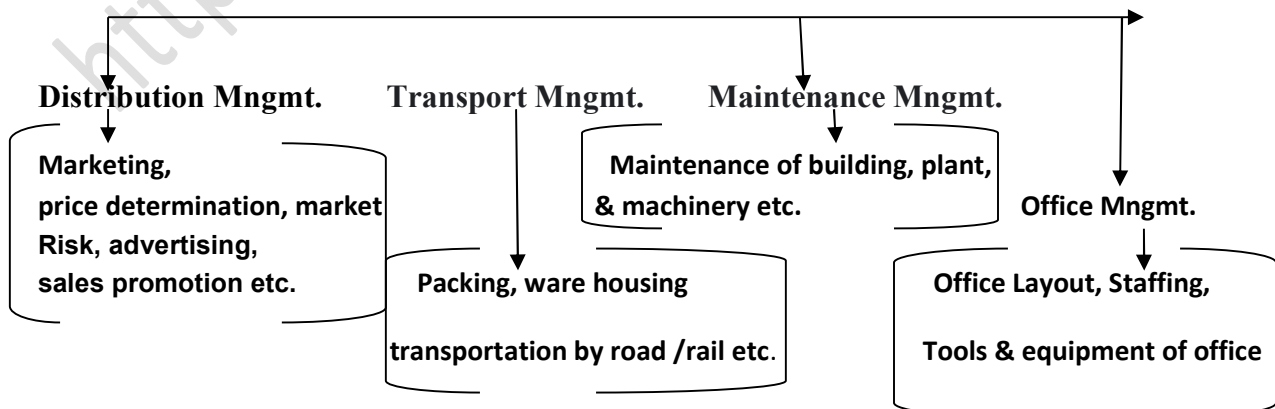 http
Distribution Mngmt. Transport Mngmt. Maintenance Mngmt.
Marketing,
price determination, market
Risk, advertising,
sales promotion etc.
Maintenance of building, plant,
& machinery etc.
Office Mngmt.
Packing, ware housing
transportation by road /rail etc.
Office Layout, Staffing,
Tools & equipment of office